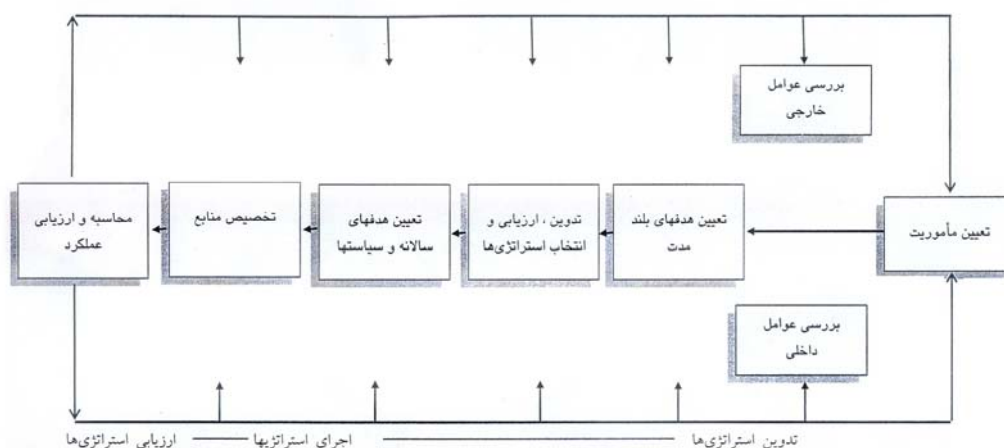 بررسی عوامل
خارجی
تعیین مأموریت
تعیین هدفهای بلند
مدت
تدوین ، ارزیابی و
انتخاب استراتژی‌ها
تعیین هدفهای
سالانه و سیاستها
تخصیص منابع
محاسبه و ارزیابی
عملکرد
بررسی عوامل
داخلی
تدوین استراتژی‌ها اجرای استراتژیها ارزیابی استراتژی‌ها